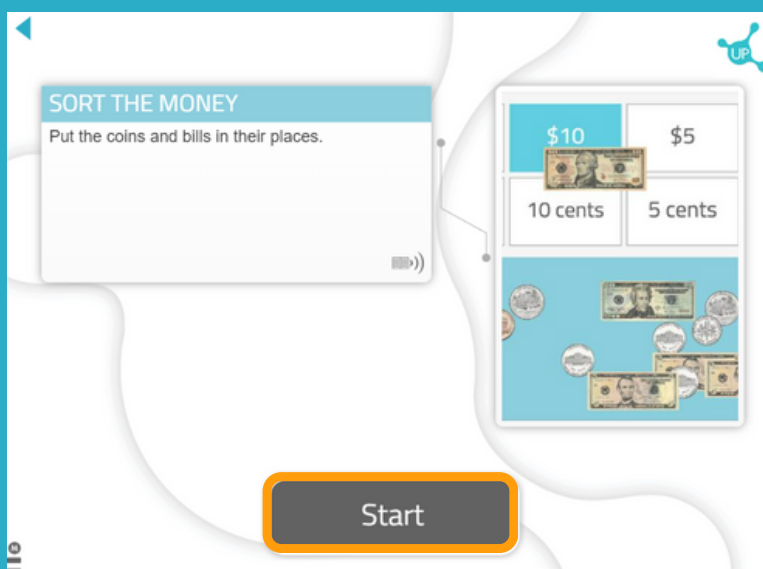 UP
SORT THE MONEY
Put the coins and bills in their places.
$10
$5
10 cents
5 cents
Start
M